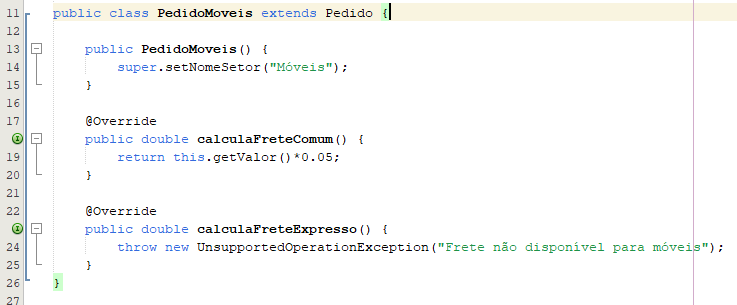 11 public class PedidoMoveis extends Pedido {
12
13 public PedidoMoveis() {
14 super.setNomeSetor("Móveis");
15 }
16
17 @Override
public double calculaFreteComum() {
19 return this.getValor()*0.05;
20 }
21
22 @Override
public double calculaFreteExpresso() {
24 throw new UnsupportedOperationException("Frete não disponível para móveis");
25 }
26 }
27